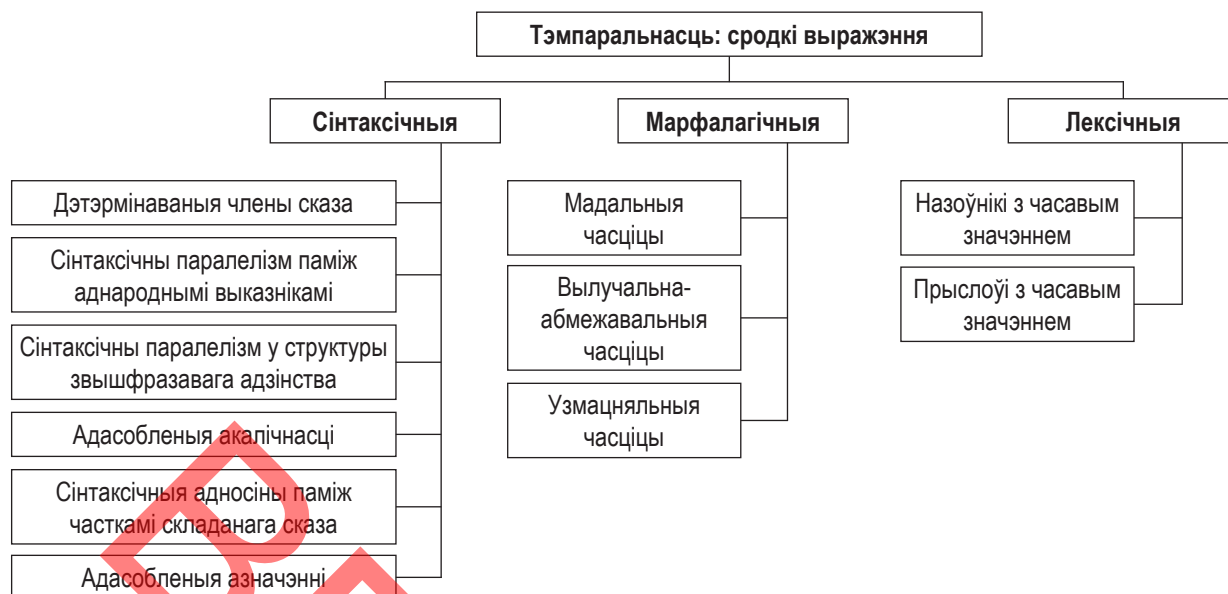 Тэмпаральнасць: сродкі выражэння
Сінтаксічныя
Марфалагічныя
Лексічныя
Дэтэрмінаваныя члены сказа
Сінтаксічны паралелізм паміж
аднароднымі выказнікамі
Сінтаксічны паралелізм у структуры
звышфразавага адзінства
Адасобленыя акалічнасці
Сінтаксічныя адносіны паміж
часткамі складанага сказа
Адасобленыя азначэнні
Мадальныя
часціцы
Вылучальна-
абмежавальныя
часціцы
Узмацняльныя
часціцы
Назоўнікі з часавым
значэннем
Прыслоўі з часавым
значэннем